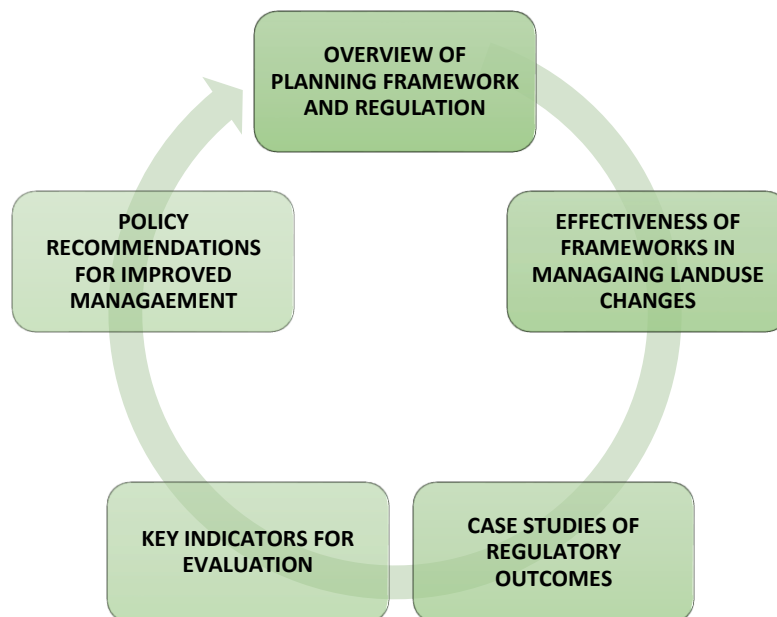 OVERVIEW OF
PLANNING FRAMEWORK
AND REGULATION
EFFECTIVENESS OF
FRAMEWORKS IN
MANAGAING LANDUSE
CHANGES
CASE STUDIES OF
REGULATORY
OUTCOMES
KEY INDICATORS FOR
EVALUATION
POLICY
RECOMMENDATIONS
FOR IMPROVED
MANAGAEMENT